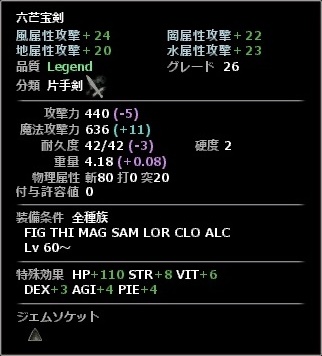 六芒宝剣
風属性攻撃+24 闇属性攻撃+22
地属性攻撃+20 水属性攻撃+23
品質 Legend グレード 26
分類 片手剣
攻撃力 440 (-5)
魔法攻撃力 636 (+11)
耐久度 42/42 (-3) 硬度 2
重量 4.18 (+0.08)
物理属性 斬80 打0 突20
付与許容値 0
装備条件 全種族
FIG THI MAG SAM LOR CLO ALC
Lv 60～
特殊効果 HP+110 STR+8 VIT+6
DEX+3 AGI+4 PIE+4
ジェムソケット